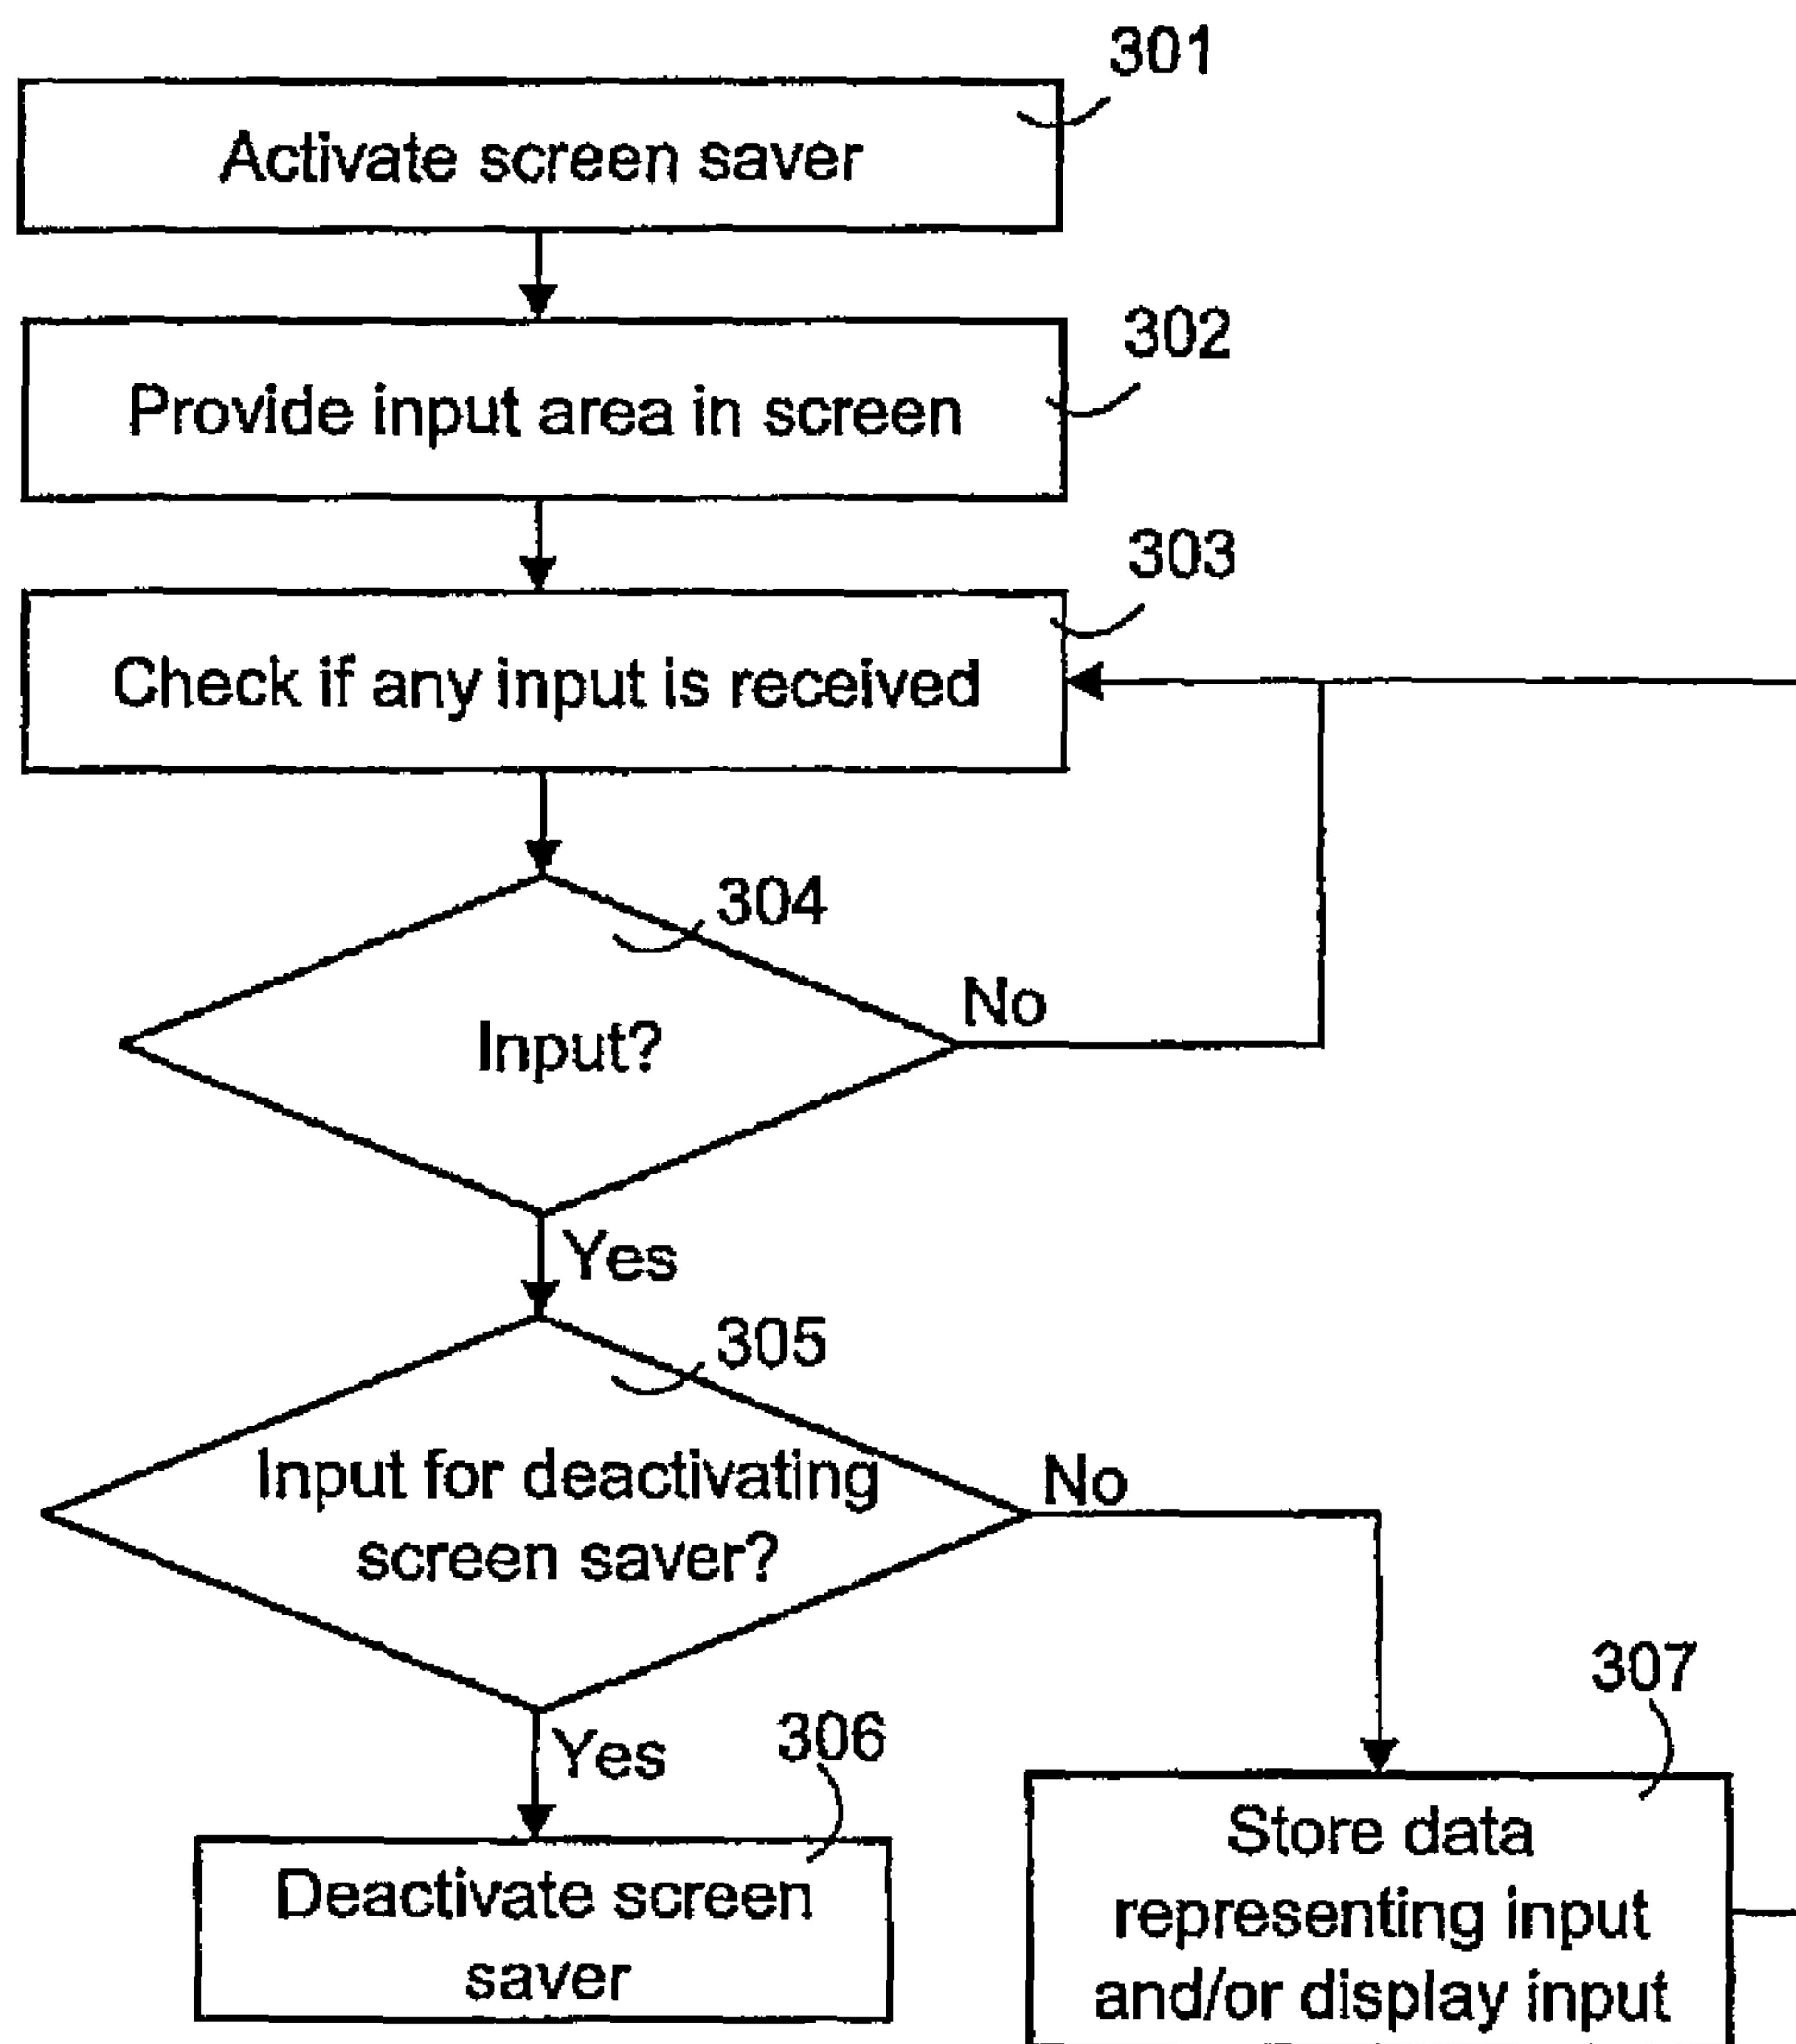 301
Activate screen saver
302
Provide input area in screen
303
Check if any input is received
304
No
Input?
Yes
305
Input for deactivating
screen saver?
No
307
Yes
306
Store data
representing input
and/or display input
Deactivate screen
saver